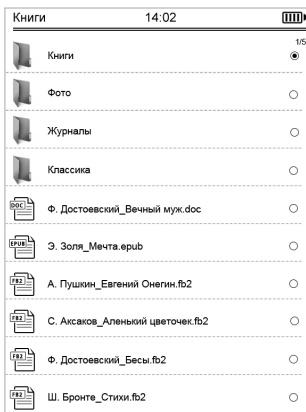 Книги 14:02
1/5
Книги
Фото
Журналы
Классика
DOC Ф. Достоевский_Вечный муж.doc
EPUB Э. Золя_Мечта.epub
FB2 А. Пушкин_Евгений Онегин.fb2
FB2 С. Аксаков_Аленький цветочек.fb2
FB2 Ф. Достоевский_Бесы.fb2
FB2 Ш. Бронте_Стихи.fb2